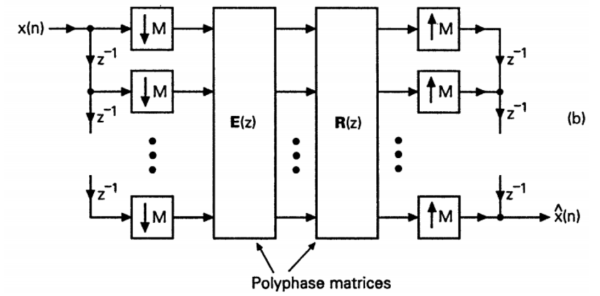 x(n) ↓ M E(z) R(z) ↑ M
z⁻¹ z⁻¹
↓ M ↑ M
z⁻¹ z⁻¹
(b)
z⁻¹ z⁻¹
↓ M ↑ M x̂(n)
Polyphase matrices